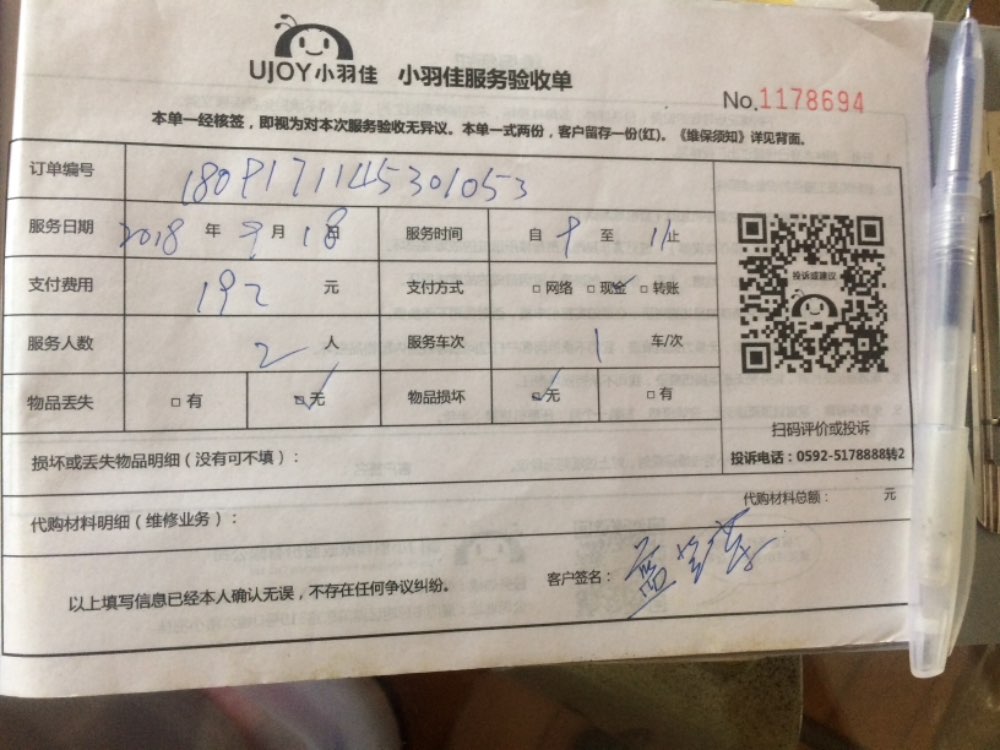 UJOY小羽佳 小羽佳服务验收单
No.1178694
本单一经核签，即视为对本次服务验收无异议。本单一式两份，客户留存一份(红)。《维保须知》详见背面。
订单编号 1809171145301053
服务日期 2018 年 9 月 18 日 服务时间 自 9 至 11 止
支付费用 192 元 支付方式 □网络 □现金 □转账
服务人数 2 人 服务车次 1 车/次
物品丢失 □有 □无 物品损坏 □无 □有
投诉或建议
扫码评价或投诉
投诉电话：0592-5178888转2
损坏或丢失物品明细（没有可不填）：
代购材料总额： 元
代购材料明细（维修业务）：
客户签名：
以上填写信息已经本人确认无误，不存在任何争议纠纷。